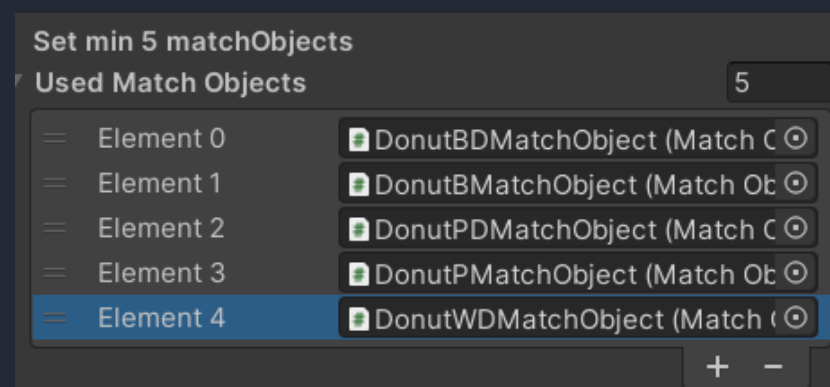 Set min 5 matchObjects
Used Match Objects 5
Element 0 DonutBDMatchObject (Match C
Element 1 DonutBMatchObject (Match Ob
Element 2 DonutPDMatchObject (Match C
Element 3 DonutPMatchObject (Match Ob
Element 4 DonutWDMatchObject (Match
+ −